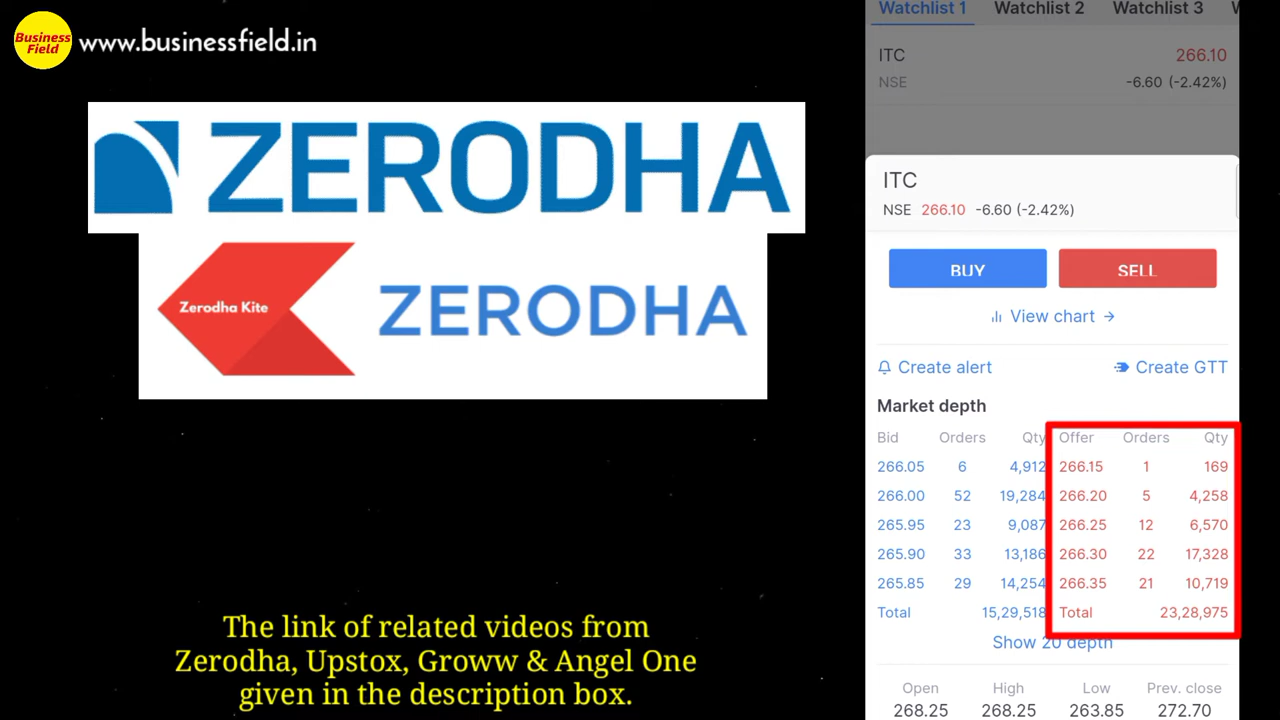 Business
Field
www.businessfield.in
ZERODHA
Zerodha Kite
ZERODHA
The link of related videos from
Zerodha, Upstox, Groww & Angel One
given in the description box.
Watchlist 1 Watchlist 2 Watchlist 3 W
ITC 266.10
NSE -6.60 (-2.42%)
ITC
NSE 266.10 -6.60 (-2.42%)
BUY SELL
View chart →
Create alert Create GTT
Market depth
Bid Orders Qty Offer Orders Qty
266.05 6 4,912 266.15 1 169
266.00 52 19,284 266.20 5 4,258
265.95 23 9,087 266.25 12 6,570
265.90 33 13,186 266.30 22 17,328
265.85 29 14,254 266.35 21 10,719
Total 15,29,518 Total 23,28,975
Show 20 depth
Open High Low Prev. close
268.25 268.25 263.85 272.70